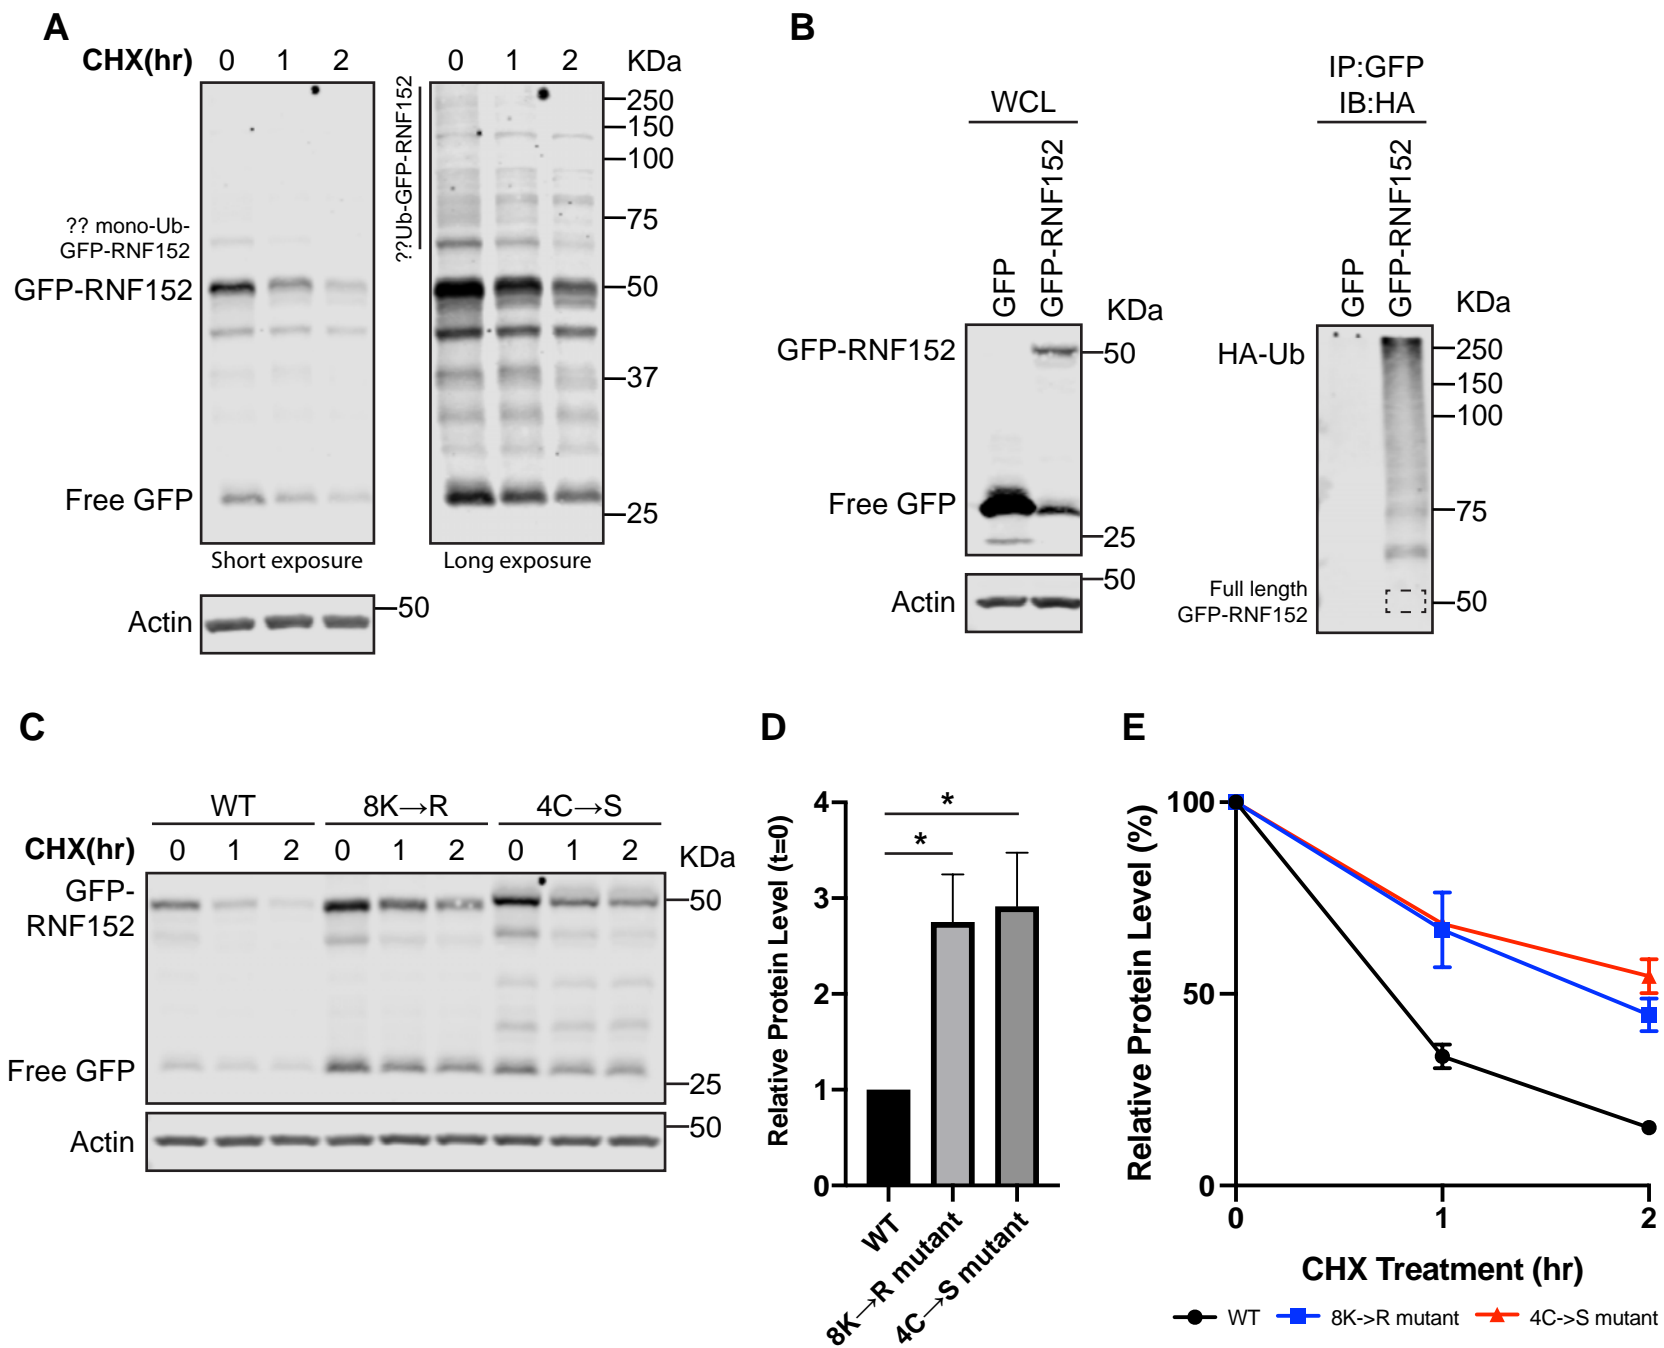 A
CHX(hr) 0 1 2 0 1 2 KDa
250
150
100
75
50
37
25
??Ub-GFP-RNF152
?? mono-Ub-
GFP-RNF152
GFP-RNF152
Free GFP
Short exposure
Long exposure
Actin
50
B
WCL
GFP
GFP-RNF152
KDa
GFP-RNF152
50
Free GFP
25
50
Actin
IP:GFP
IB:HA
GFP
GFP-RNF152
KDa
HA-Ub
250
150
100
75
Full length
GFP-RNF152
50
C
WT 8K→R 4C→S
CHX(hr) 0 1 2 0 1 2 0 1 2 KDa
GFP-
RNF152
50
Free GFP
25
50
Actin
D
Relative Protein Level (t=0)
4
3
2
1
0
* 
*
WT
8K→R mutant
4C→S mutant
E
Relative Protein Level (%)
100
50
0
0 1 2
CHX Treatment (hr)
WT 8K->R mutant 4C->S mutant